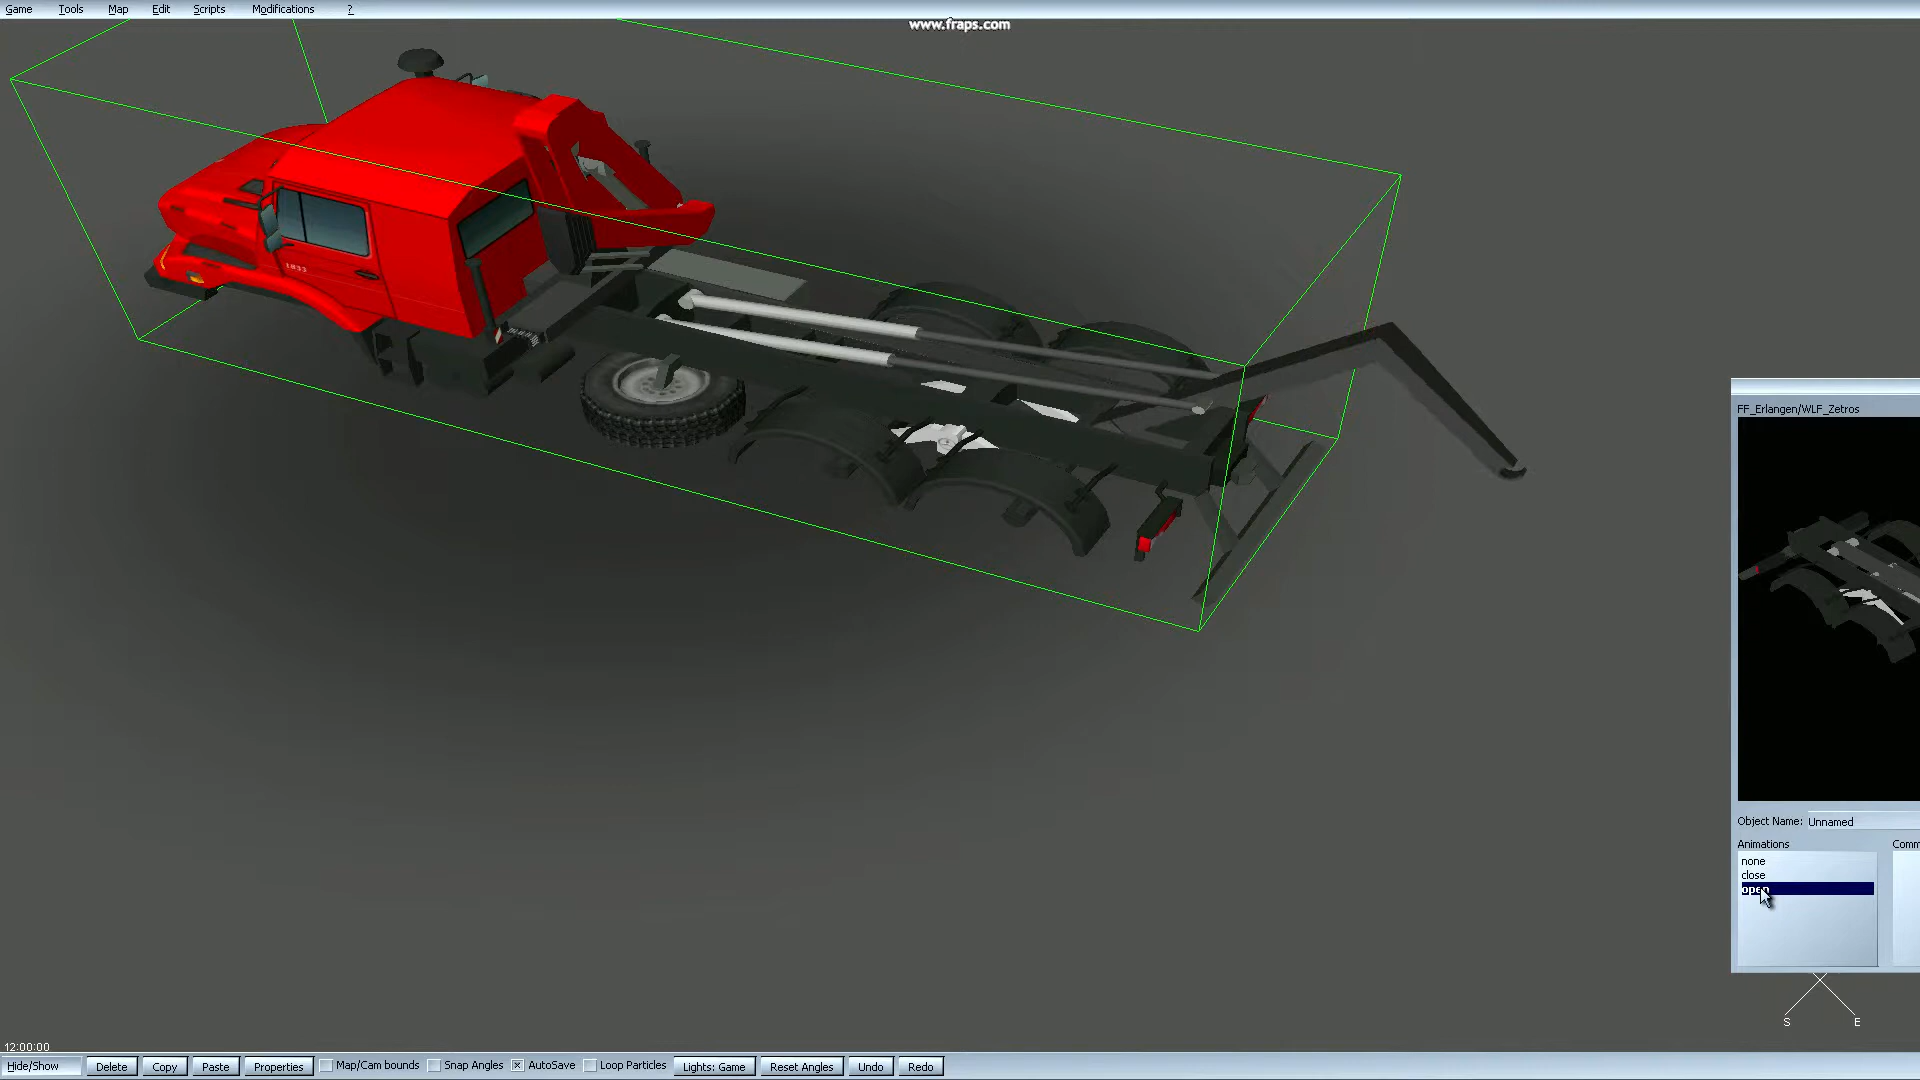 Game Tools Map Edit Scripts Modifications ?
www.fraps.com
1833
FF_Erlangen/WLF_Zetros
Object Name: Unnamed
Animations
Comm
none
close
open
S E
12:00:00
Hide/Show Delete Copy Paste Properties Map/Cam bounds Snap Angles AutoSave Loop Particles Lights: Game Reset Angles Undo Redo